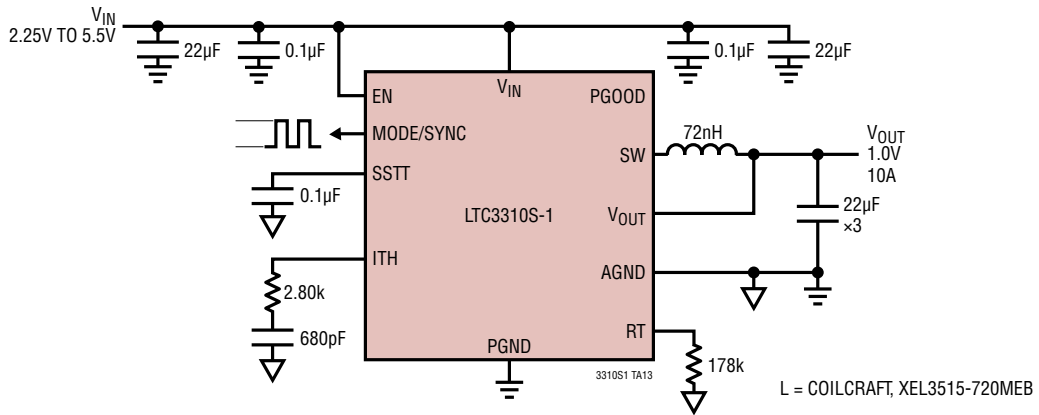 VIN
2.25V TO 5.5V
22µF
0.1µF
0.1µF
22µF
EN
VIN
PGOOD
MODE/SYNC
72nH
SW
VOUT
1.0V
10A
SSTT
0.1µF
LTC3310S-1
VOUT
22µF
×3
ITH
AGND
2.80k
680pF
RT
PGND
178k
3310S1 TA13
L = COILCRAFT, XEL3515-720MEB